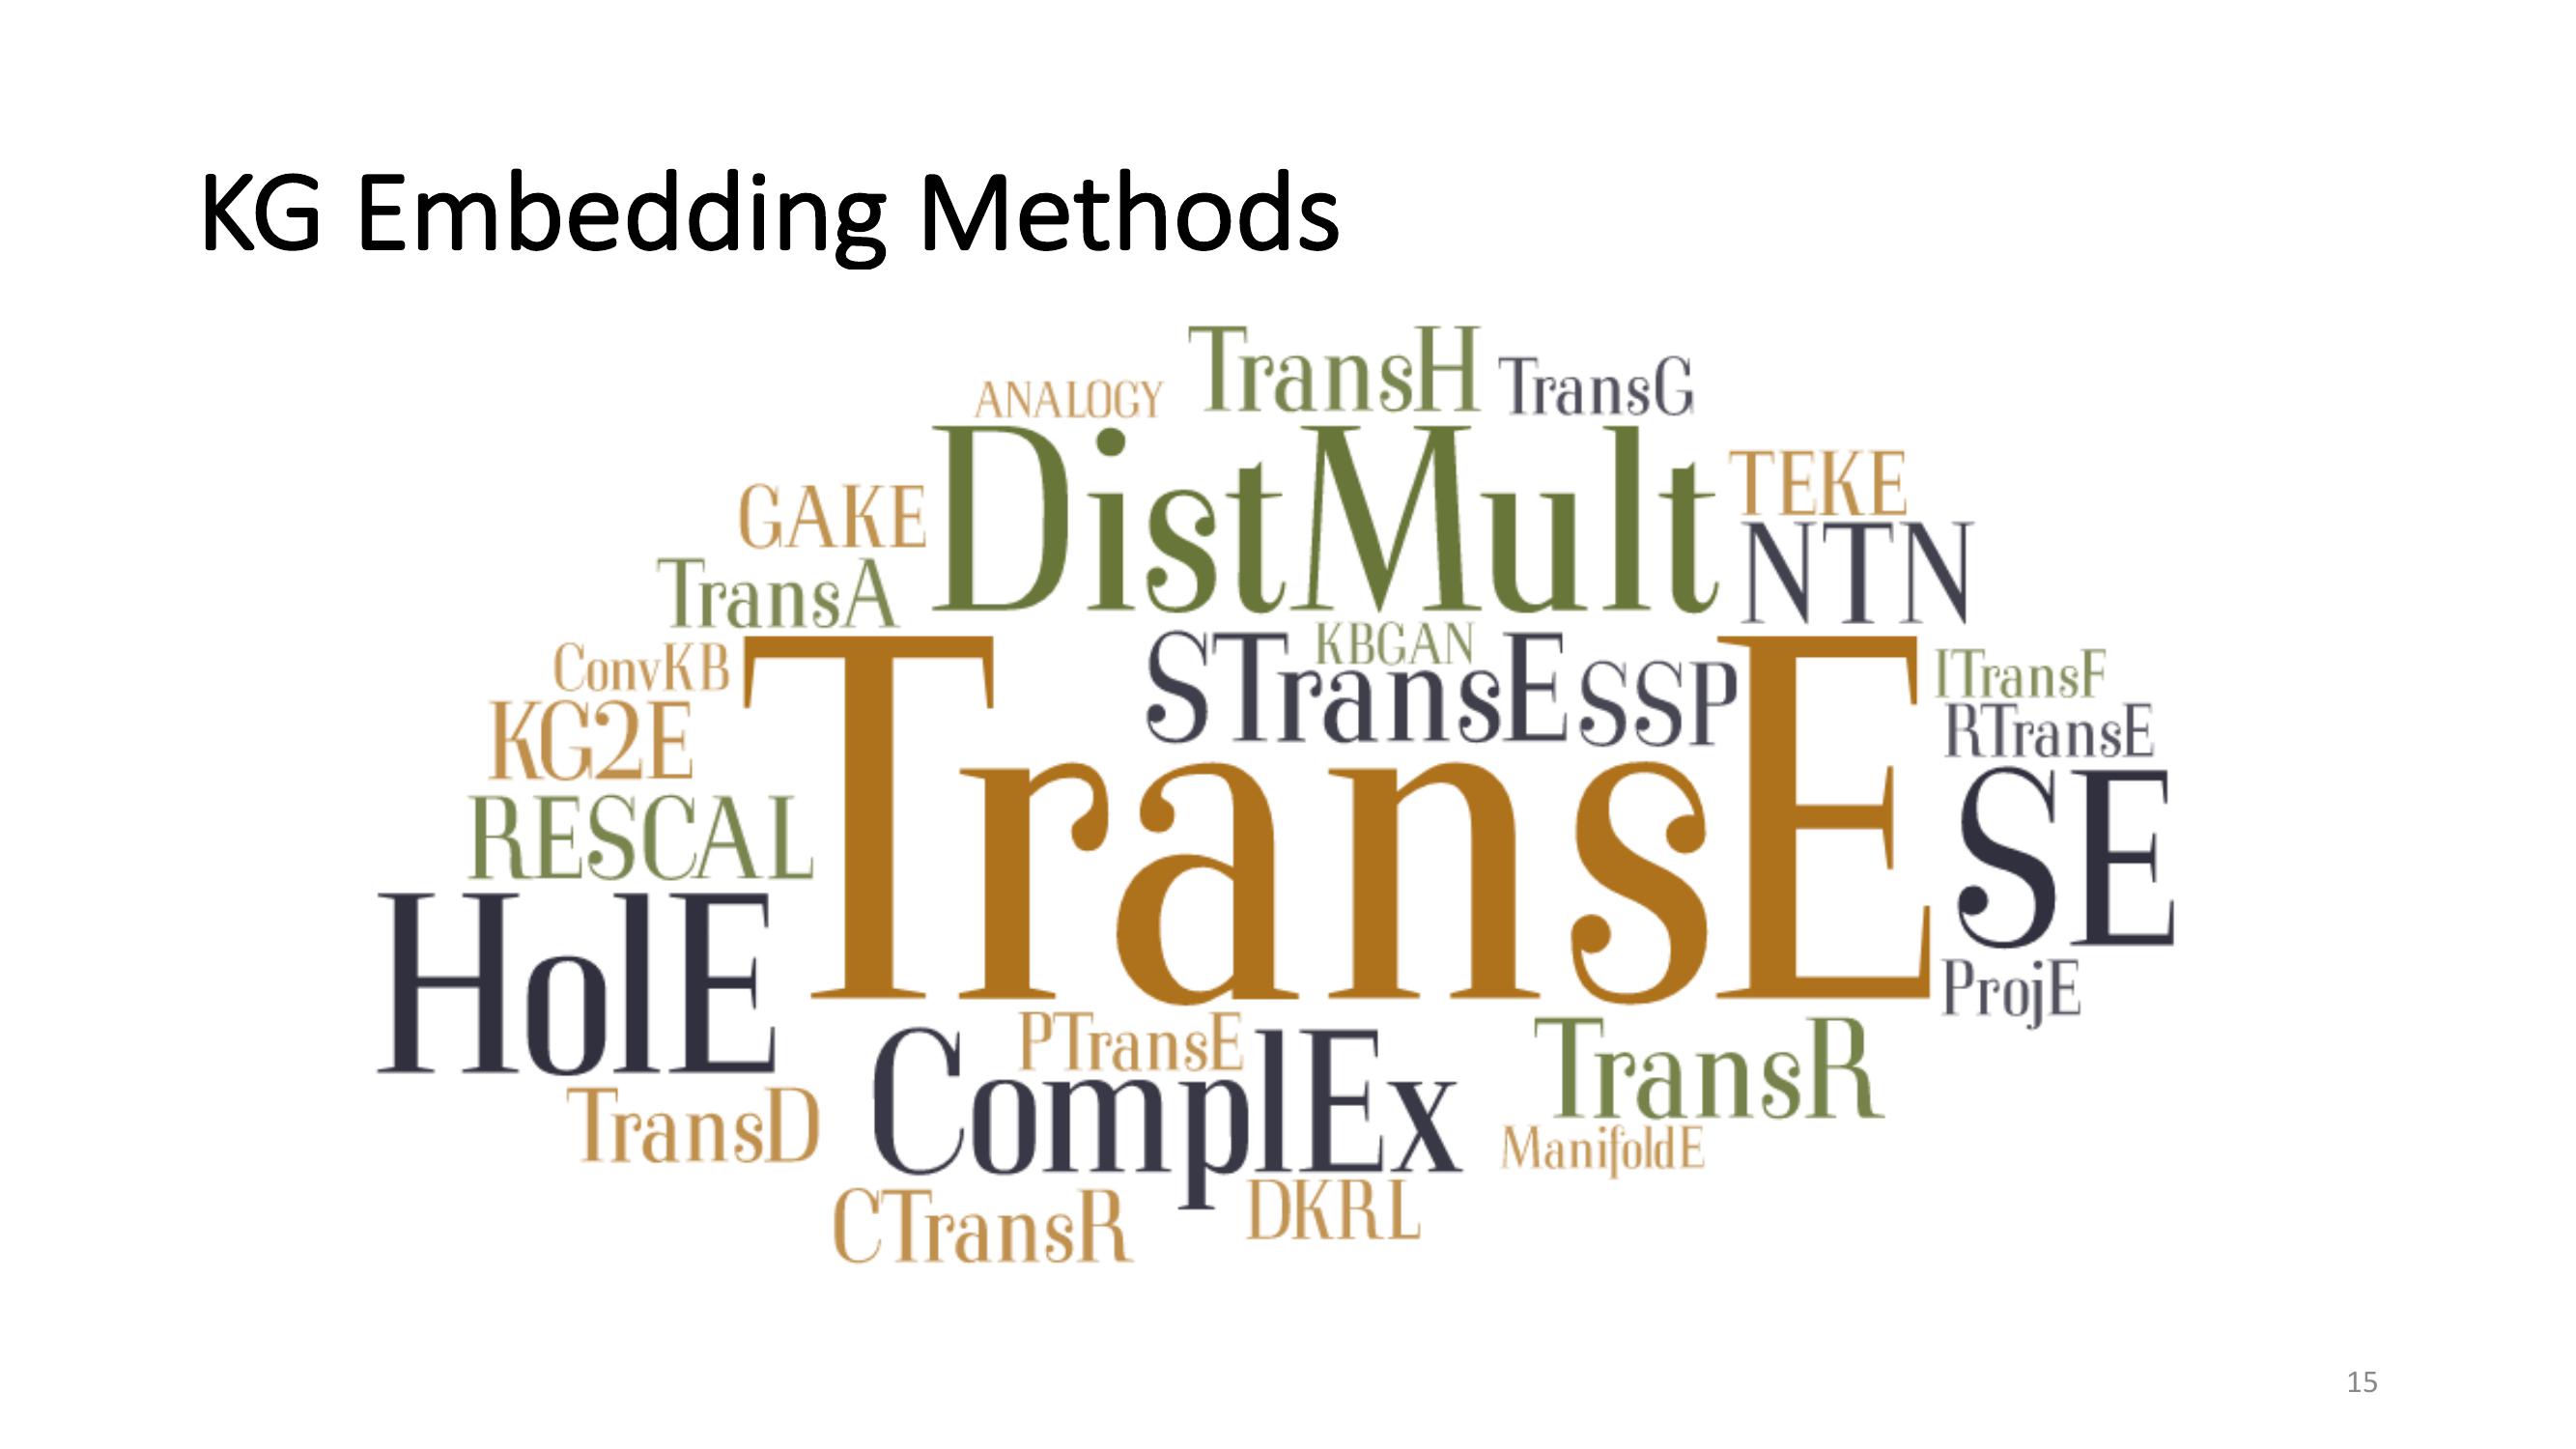 KG Embedding Methods
TransH
ANALOGY
TransG
DistMult
TEKE
GAKE
NTN
TransA
KBGAN
STransE
SSP
ConvKB
TransE
ITransF
KG2E
RTransE
RESCAL
SE
HolE
ProjE
PTransE
TransR
ComplEx
TransD
ManifoldE
CTransR
DKRL
15